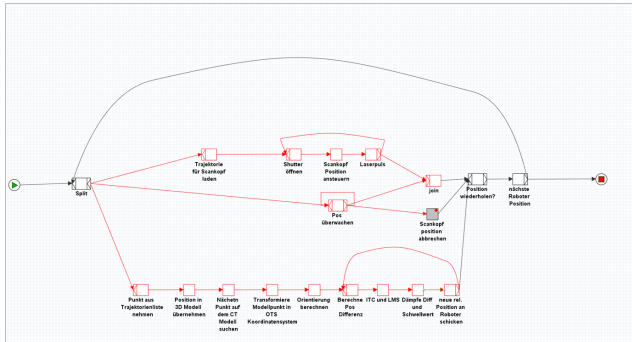 Trajektorie
für Scankopf
laden
Shutter
öffnen
Scankopf
Position
ansteuern
Laserpuls
Split
join
Position
wiederholen?
nächste
Roboter
Position
Pos
überwachen
Scankopf
position
abbrechen
Punkt aus
Trajektorienliste
nehmen
Position in
3D Modell
übernehmen
Nächstn
Punkt auf
dem CT
Modell
suchen
Transformiere
Modellpunkt in
OTS
Koordinatensystem
Orientierung
berechnen
Berechne
Pos
Differenz
ITC und LMS
Dämpfe Diff
und
Schwellwert
neue rel.
Position an
Roboter
schicken